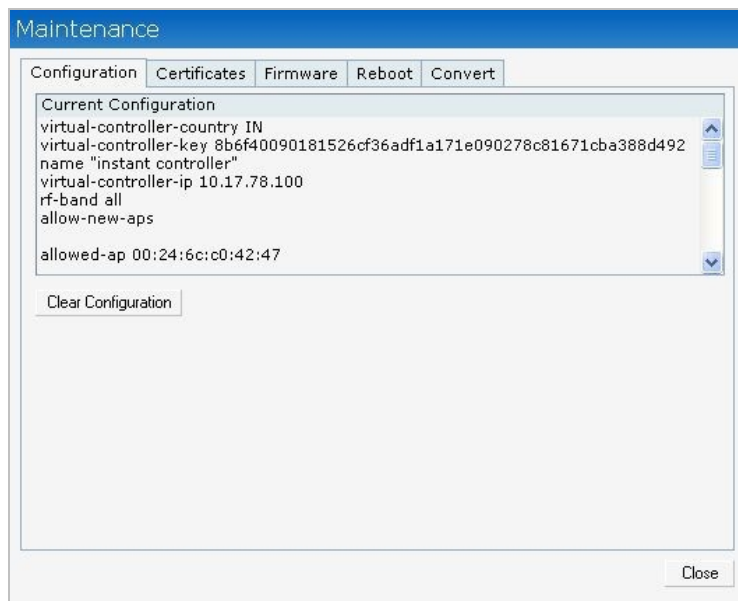 Maintenance
Configuration Certificates Firmware Reboot Convert
Current Configuration
virtual-controller-country IN
virtual-controller-key 8b6f40090181526cf36adf1a171e090278c81671cba388d492
name "instant controller"
virtual-controller-ip 10.17.78.100
rf-band all
allow-new-aps
allowed-ap 00:24:6c:c0:42:47
Clear Configuration
Close